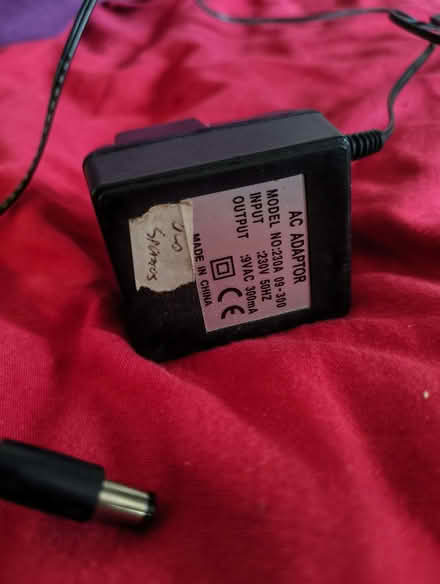 AC ADAPTOR
MODEL NO:230A 09-300
INPUT :230V 50HZ
OUTPUT :9VAC 300mA
CE
MADE IN CHINA